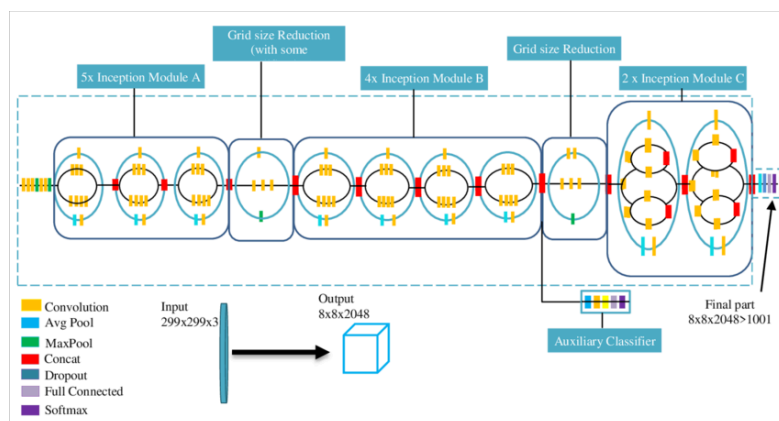 Grid size Reduction
(with some
Grid size Reduction
5x Inception Module A
4x Inception Module B
2 x Inception Module C
Convolution
Avg Pool
MaxPool
Concat
Dropout
Full Connected
Softmax
Input
299x299x3
Output
8x8x2048
Auxiliary Classifier
Final part
8x8x2048>1001